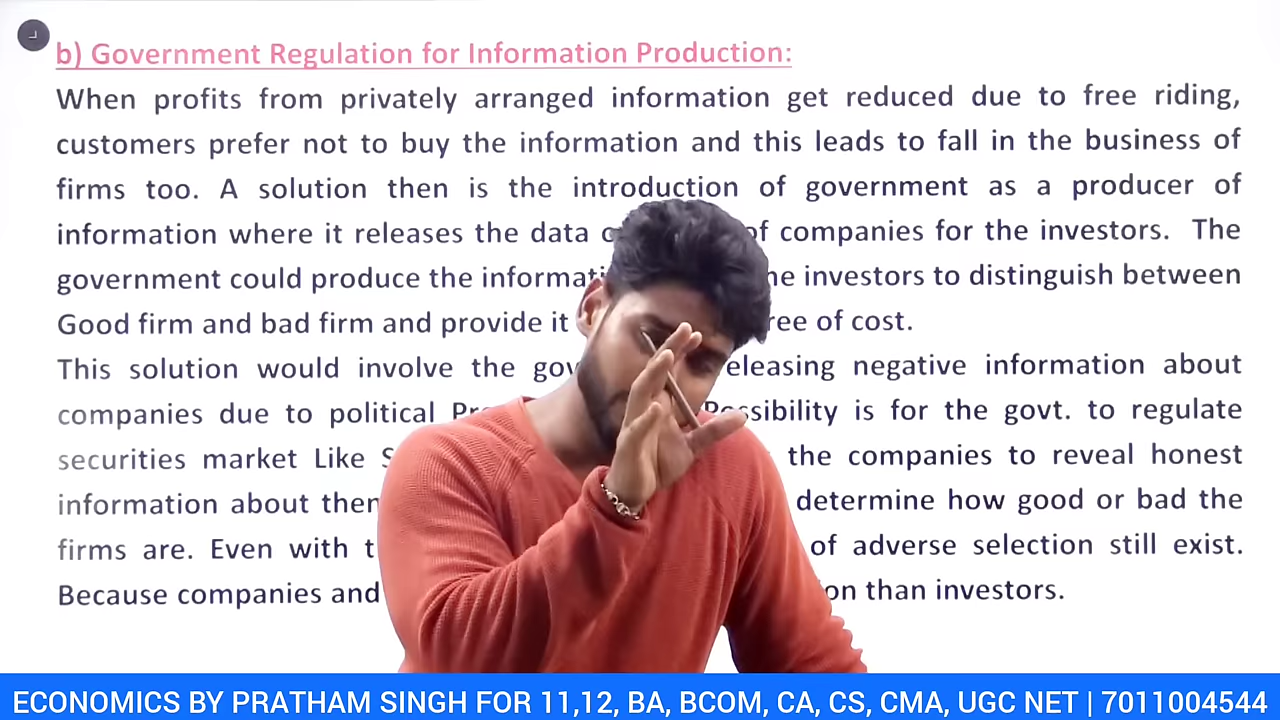 b) Government Regulation for Information Production:
When profits from privately arranged information get reduced due to free riding,
customers prefer not to buy the information and this leads to fall in the business of
firms too. A solution then is the introduction of government as a producer of
information where it releases the data of companies for the investors. The
government could produce the investors to distinguish between
Good firm and bad firm and provide it of cost.
This solution would involve the negative information about
companies due to political is for the govt. to regulate
securities market Like the companies to reveal honest
information about determine how good or bad the
firms are. Even with of adverse selection still exist.
Because companies and than investors.
ECONOMICS BY PRATHAM SINGH FOR 11,12, BA, BCOM, CA, CS, CMA, UGC NET | 7011004544